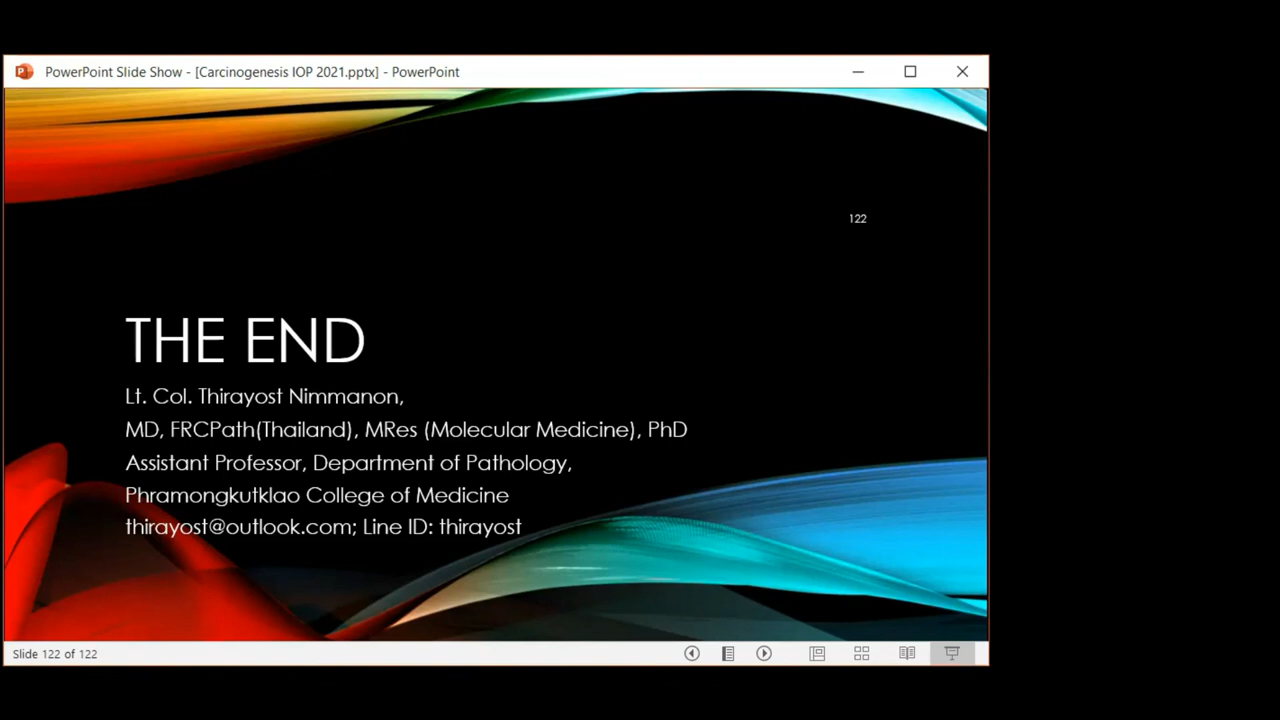 PowerPoint Slide Show - [Carcinogenesis IOP 2021.pptx] - PowerPoint
122
THE END
Lt. Col. Thirayost Nimmanon,
MD, FRCPath(Thailand), MRes (Molecular Medicine), PhD
Assistant Professor, Department of Pathology,
Phramongkutklao College of Medicine
thirayost@outlook.com; Line ID: thirayost
Slide 122 of 122